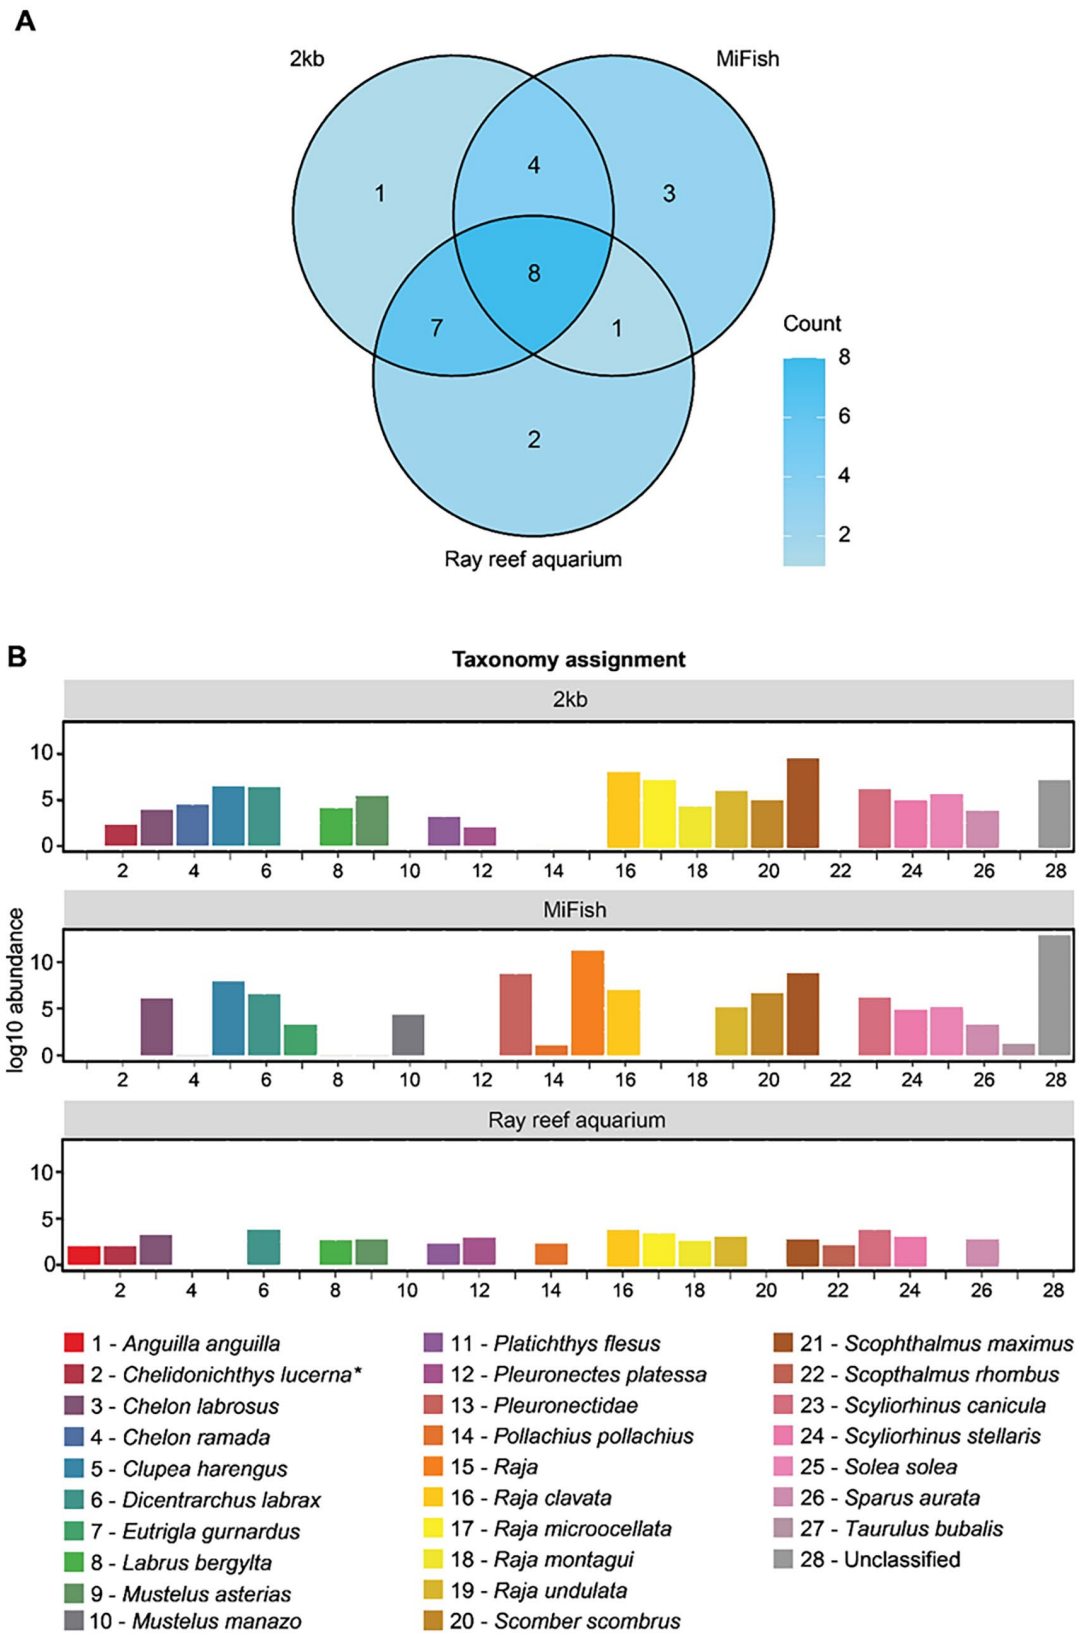 A
2kb
MiFish
4
1
3
8
7
1
2
Ray reef aquarium
Count
8
6
4
2
B
Taxonomy assignment
2kb
10
5
0
2 4 6 8 10 12 14 16 18 20 22 24 26 28
MiFish
log10 abundance
10
5
0
2 4 6 8 10 12 14 16 18 20 22 24 26 28
Ray reef aquarium
10
5
0
2 4 6 8 10 12 14 16 18 20 22 24 26 28
1 - Anguilla anguilla
2 - Chelidonichthys lucerna*
3 - Chelon labrosus
4 - Chelon ramada
5 - Clupea harengus
6 - Dicentrarchus labrax
7 - Eutrigla gurnardus
8 - Labrus bergylta
9 - Mustelus asterias
10 - Mustelus manazo
11 - Platichthys flesus
12 - Pleuronectes platessa
13 - Pleuronectidae
14 - Pollachius pollachius
15 - Raja
16 - Raja clavata
17 - Raja microocellata
18 - Raja montagui
19 - Raja undulata
20 - Scomber scombrus
21 - Scophthalmus maximus
22 - Scopthalmus rhombus
23 - Scyliorhinus canicula
24 - Scyliorhinus stellaris
25 - Solea solea
26 - Sparus aurata
27 - Taurulus bubalis
28 - Unclassified